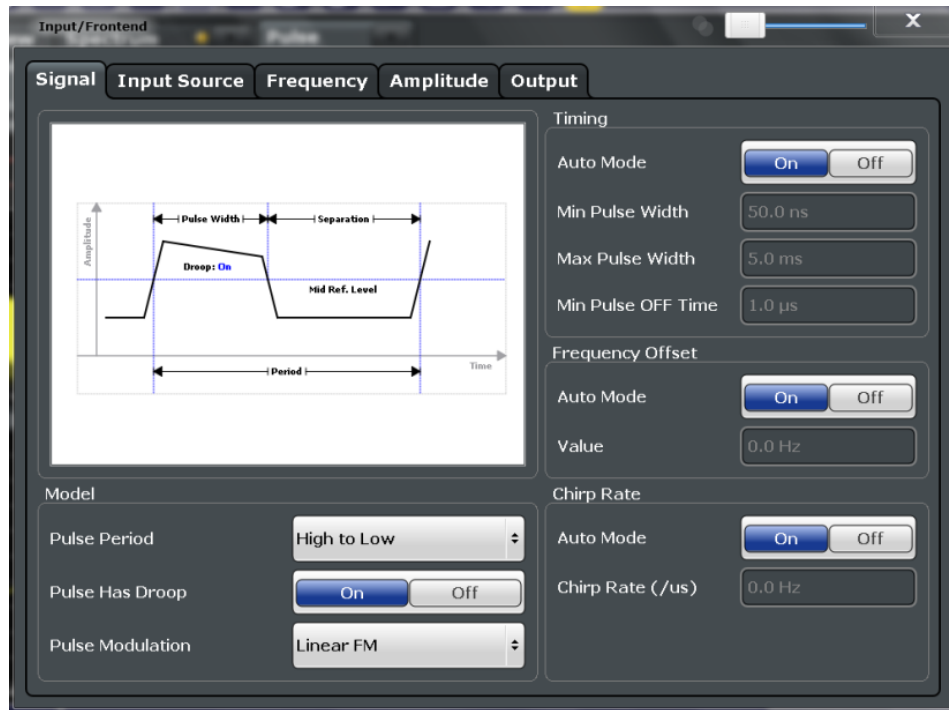 Input/Frontend
X
Spectrum
Pulse
Signal
Input Source
Frequency
Amplitude
Output
Amplitude
Pulse Width
Separation
Droop: On
Mid Ref. Level
Period
Time
Timing
Auto Mode On Off
Min Pulse Width 50.0 ns
Max Pulse Width 5.0 ms
Min Pulse OFF Time 1.0 µs
Frequency Offset
Auto Mode On Off
Value 0.0 Hz
Model
Pulse Period High to Low
Pulse Has Droop On Off
Pulse Modulation Linear FM
Chirp Rate
Auto Mode On Off
Chirp Rate (/us) 0.0 Hz